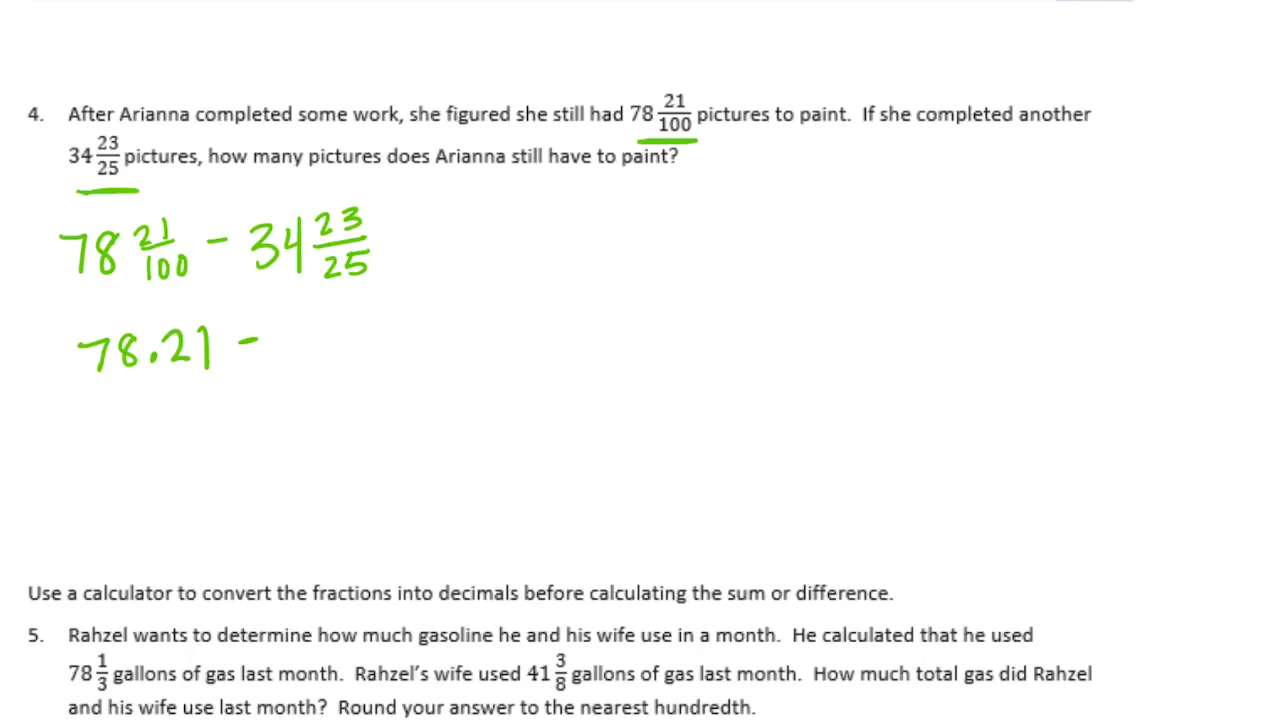 4. After Arianna completed some work, she figured she still had 78 21/100 pictures to paint. If she completed another
34 23/25 pictures, how many pictures does Arianna still have to paint?
78 21/100 - 34 23/25
78.21 -
Use a calculator to convert the fractions into decimals before calculating the sum or difference.
5. Rahzel wants to determine how much gasoline he and his wife use in a month. He calculated that he used
78 1/3 gallons of gas last month. Rahzel's wife used 41 3/8 gallons of gas last month. How much total gas did Rahzel
and his wife use last month? Round your answer to the nearest hundredth.